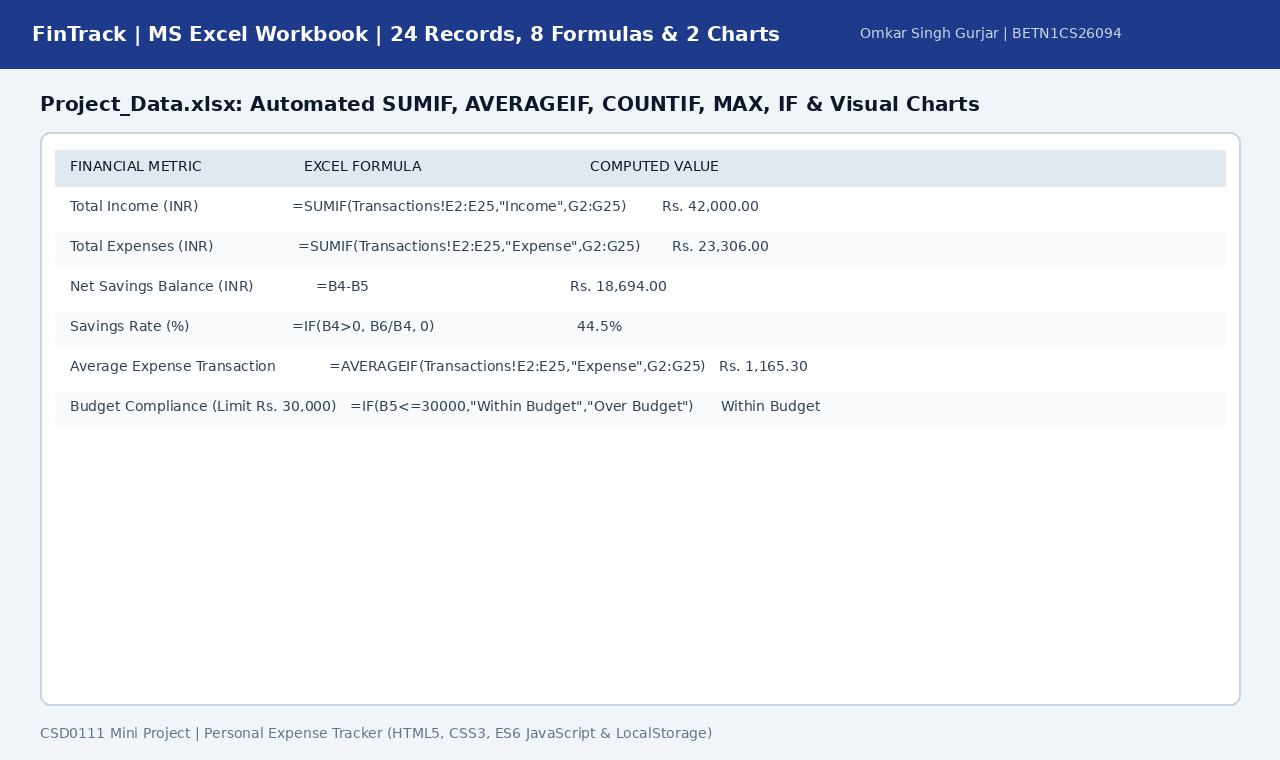 FinTrack | MS Excel Workbook | 24 Records, 8 Formulas & 2 Charts Omkar Singh Gurjar | BETN1CS26094
Project_Data.xlsx: Automated SUMIF, AVERAGEIF, COUNTIF, MAX, IF & Visual Charts
FINANCIAL METRIC EXCEL FORMULA COMPUTED VALUE
Total Income (INR) =SUMIF(Transactions!E2:E25,"Income",G2:G25) Rs. 42,000.00
Total Expenses (INR) =SUMIF(Transactions!E2:E25,"Expense",G2:G25) Rs. 23,306.00
Net Savings Balance (INR) =B4-B5 Rs. 18,694.00
Savings Rate (%) =IF(B4>0, B6/B4, 0) 44.5%
Average Expense Transaction =AVERAGEIF(Transactions!E2:E25,"Expense",G2:G25) Rs. 1,165.30
Budget Compliance (Limit Rs. 30,000) =IF(B5<=30000,"Within Budget","Over Budget") Within Budget
CSD0111 Mini Project | Personal Expense Tracker (HTML5, CSS3, ES6 JavaScript & LocalStorage)